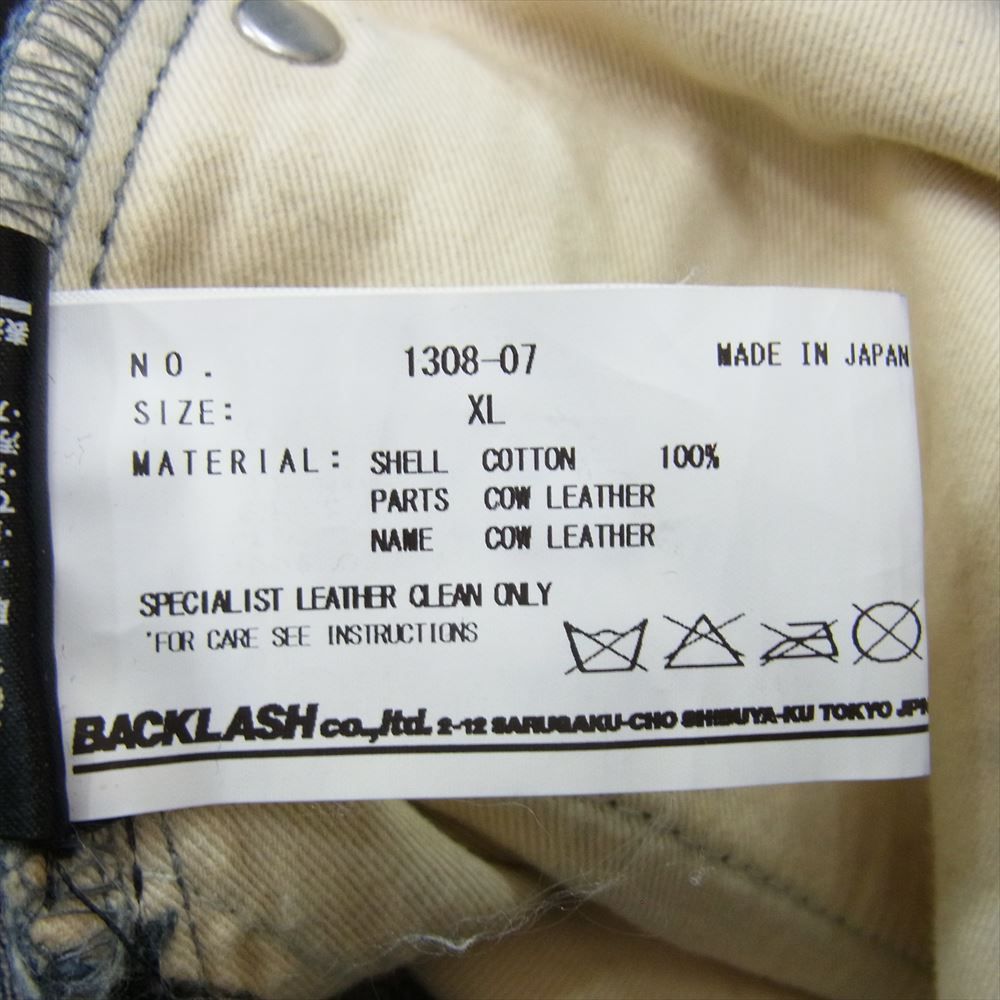 NO. 1308-07 MADE IN JAPAN
SIZE: XL
MATERIAL: SHELL COTTON 100%
PARTS COW LEATHER
NAME COW LEATHER
SPECIALIST LEATHER CLEAN ONLY
*FOR CARE SEE INSTRUCTIONS
BACKLASH co.,ltd. 2-12 SARUGAKU-CHO SHIBUYA-KU TOKYO JPN